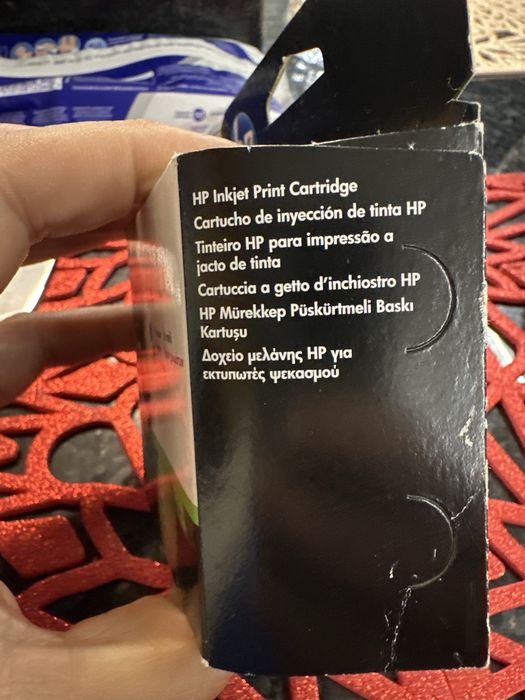 HP Inkjet Print Cartridge
Cartucho de inyección de tinta HP
Tinteiro HP para impressão a
jacto de tinta
Cartuccia a getto d'inchiostro HP
HP Mürekkep Püskürtmeli Baskı
Kartuşu
Δοχείο μελάνης HP για
εκτυπωτές ψεκασμού